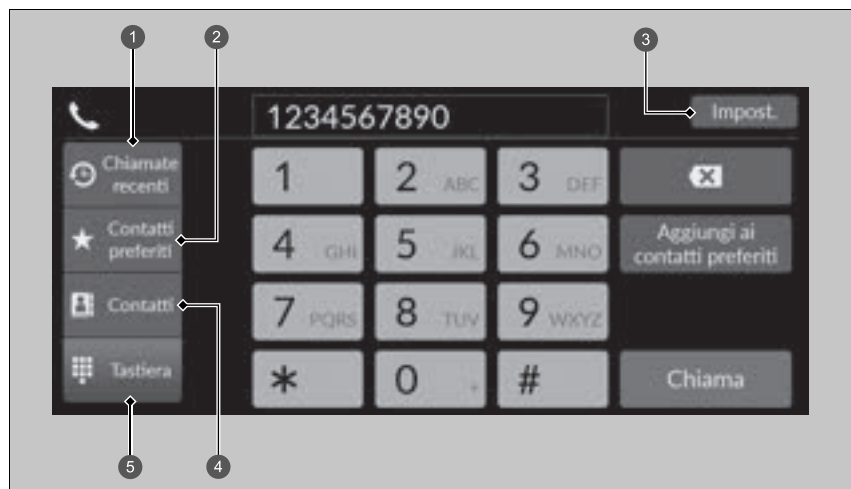 1
2
3
1234567890
Impost.
Chiamate
recenti
Contatti
preferiti
Contatti
Tastiera
1
2 ABC
3 DEF
4 GHI
5 JKL
6 MNO
7 PQRS
8 TUV
9 WXYZ
*
0 +
#
Aggiungi ai
contatti preferiti
Chiama
5
4